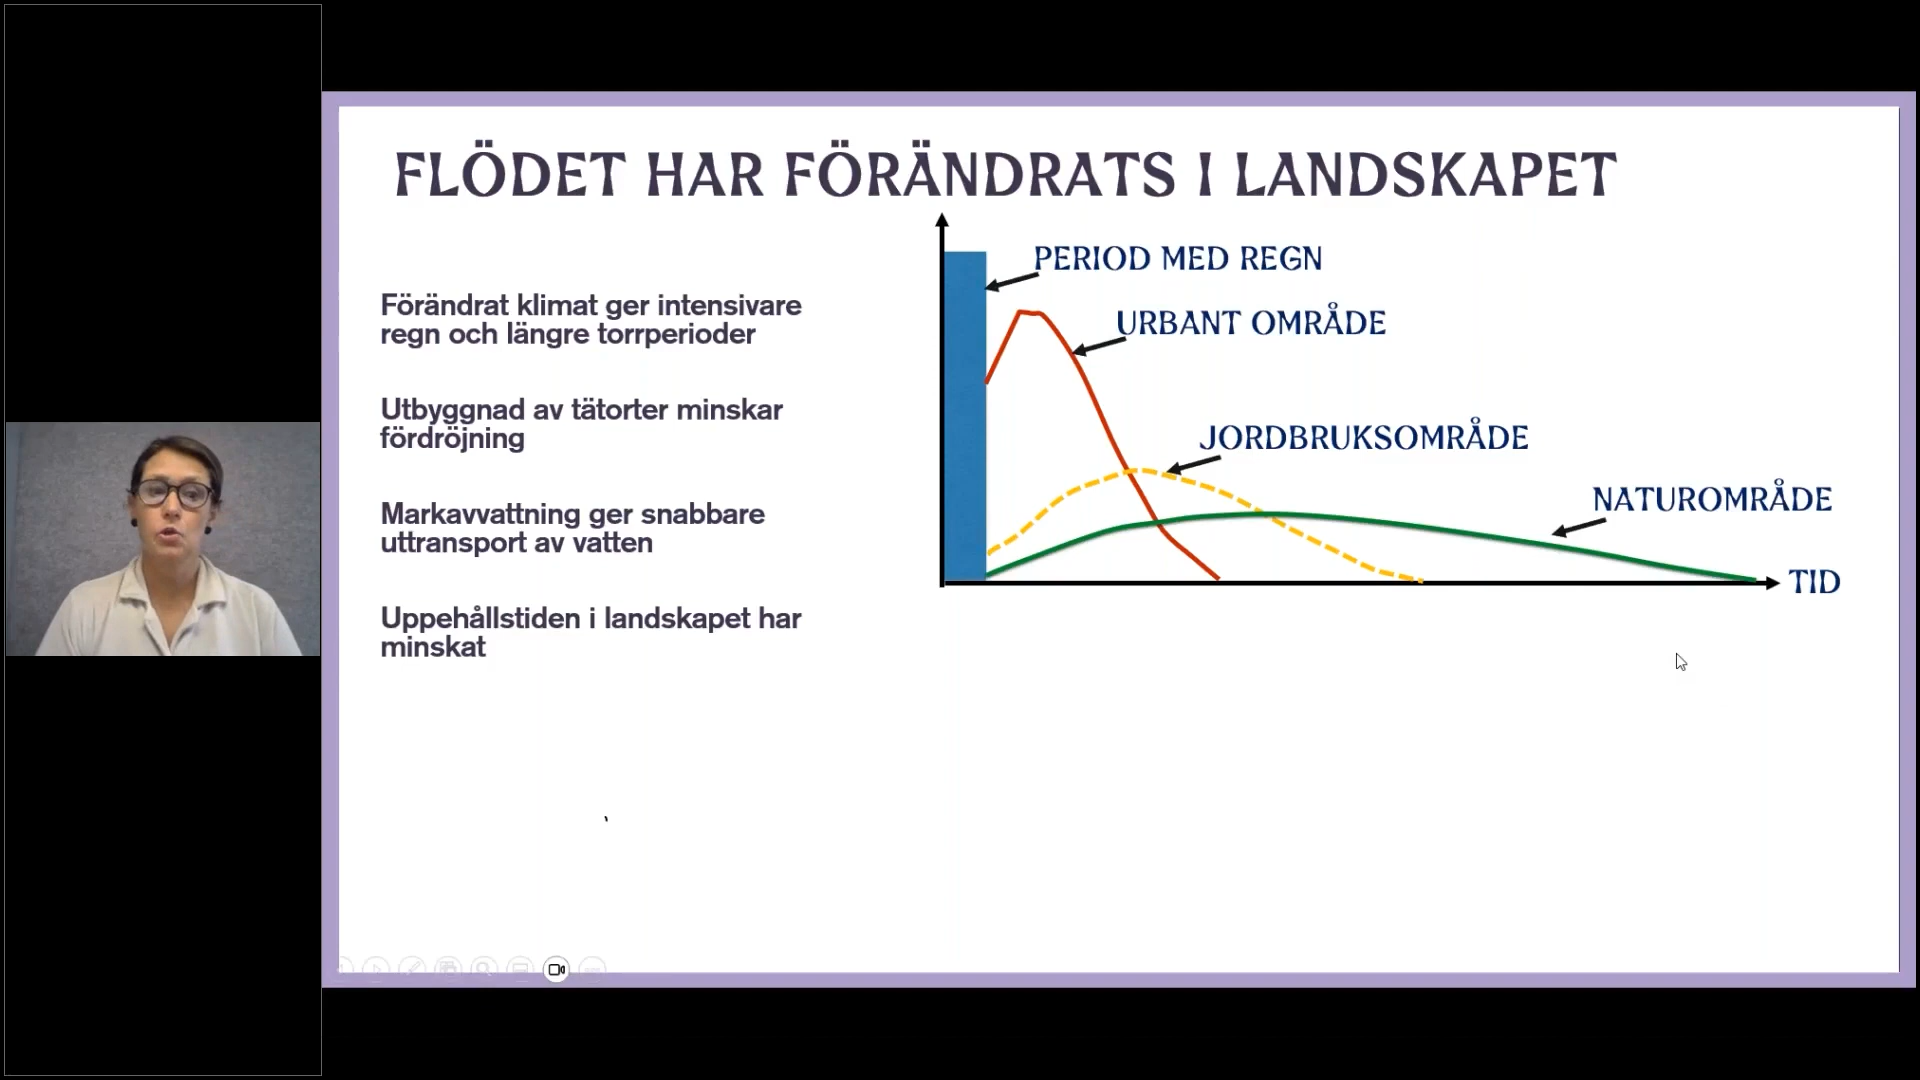 FLÖDET HAR FÖRÄNDRATS I LANDSKAPET
Förändrat klimat ger intensivare
regn och längre torrperioder
Utbyggnad av tätorter minskar
fördröjning
Markavvattning ger snabbare
uttransport av vatten
Uppehållstiden i landskapet har
minskat
PERIOD MED REGN
URBANT OMRÅDE
JORDBRUKSOMRÅDE
NATUROMRÅDE
TID